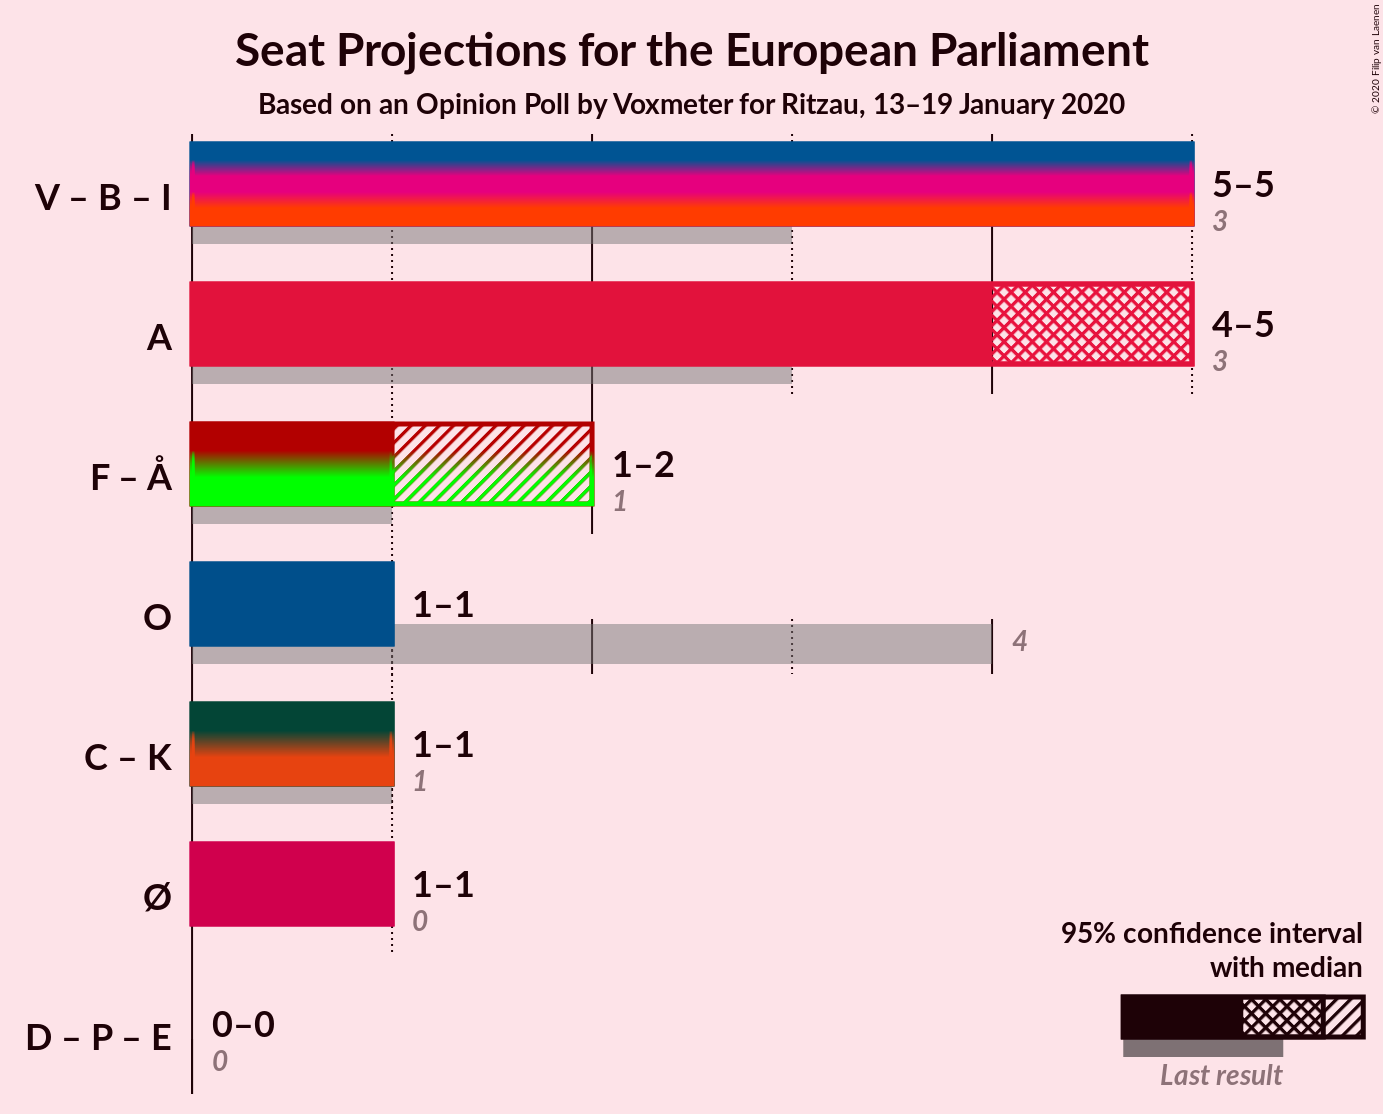 Seat Projections for the European Parliament
Based on an Opinion Poll by Voxmeter for Ritzau, 13–19 January 2020
© 2020 Filip van Laenen
V – B – I
5–5
3
A
4–5
3
F – Å
1–2
1
O
1–1
4
C – K
1–1
1
Ø
1–1
0
D – P – E
0–0
0
95% confidence interval
with median
Last result